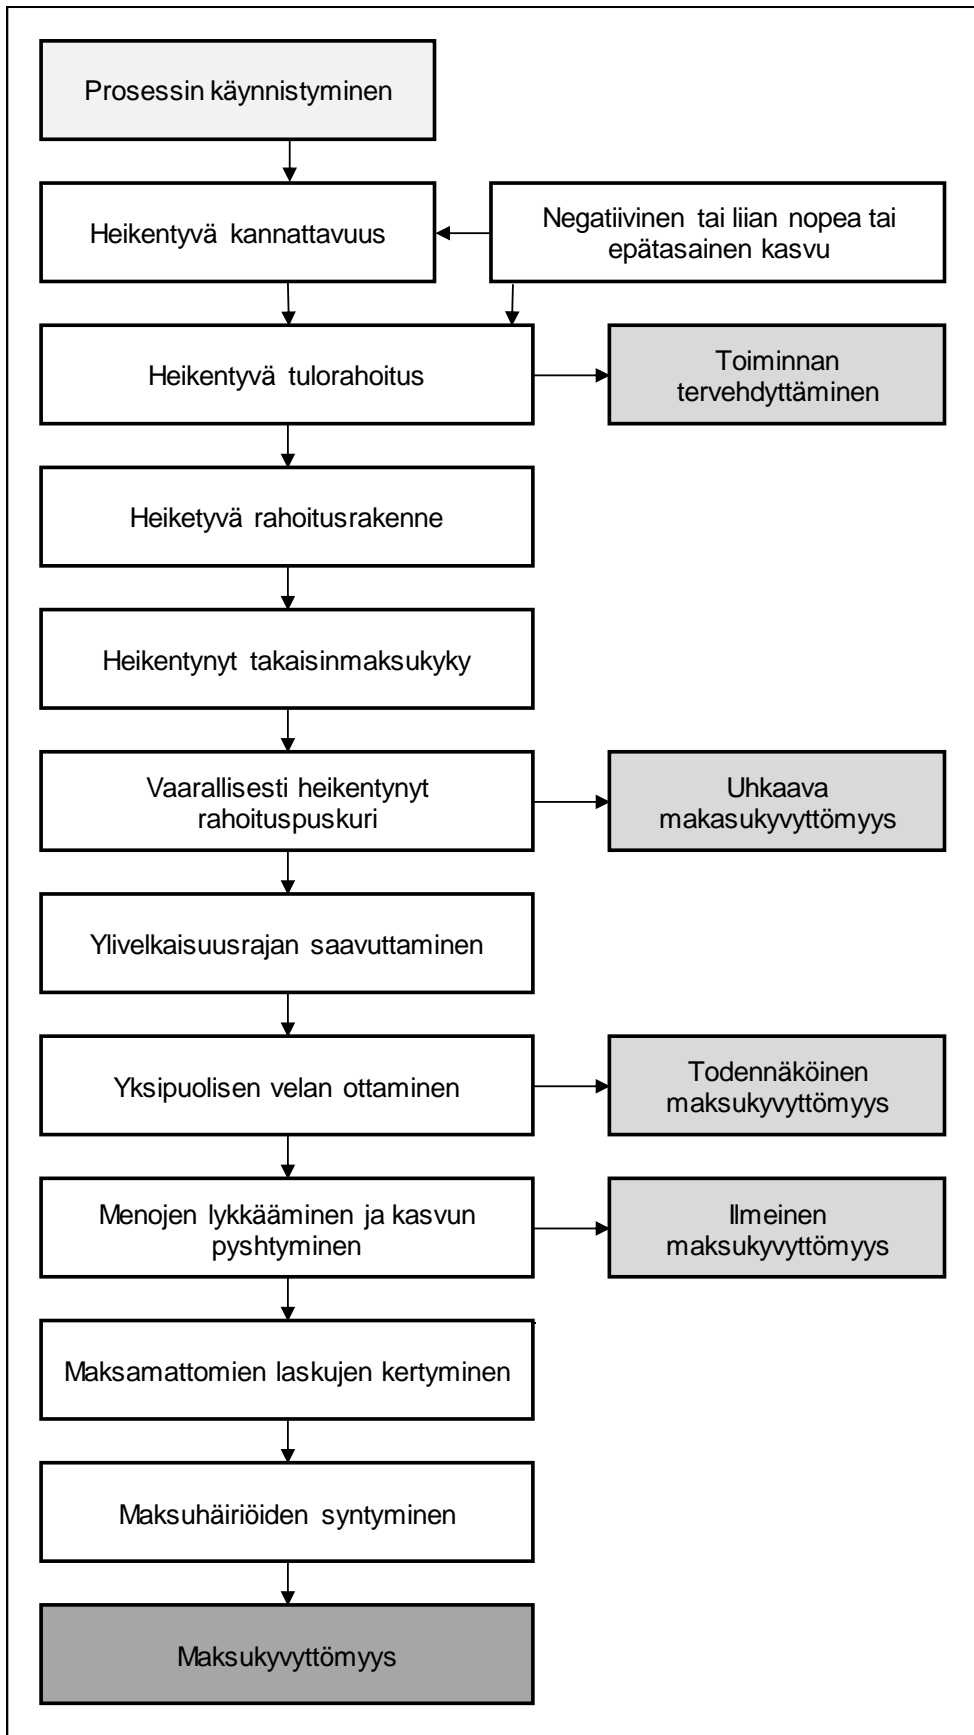 Prosessin käynnistyminen
Heikentyvä kannattavuus
Negatiivinen tai liian nopea tai
epätasainen kasvu
Heikentyvä tulorahoitus
Toiminnan
tervehdyttäminen
Heiketyvä rahoitusrakenne
Heikentynyt takaisinmaksukyky
Vaarallisesti heikentynyt
rahoituspuskuri
Uhkaava
makasukyvyttömyys
Ylivelkaisuusrajan saavuttaminen
Yksipuolisen velan ottaminen
Todennäköinen
maksukyvyttömyys
Menojen lykkääminen ja kasvun
pyshtyminen
Ilmeinen
maksukyvyttömyys
Maksamattomien laskujen kertyminen
Maksuhäiriöiden syntyminen
Maksukyvyttömyys